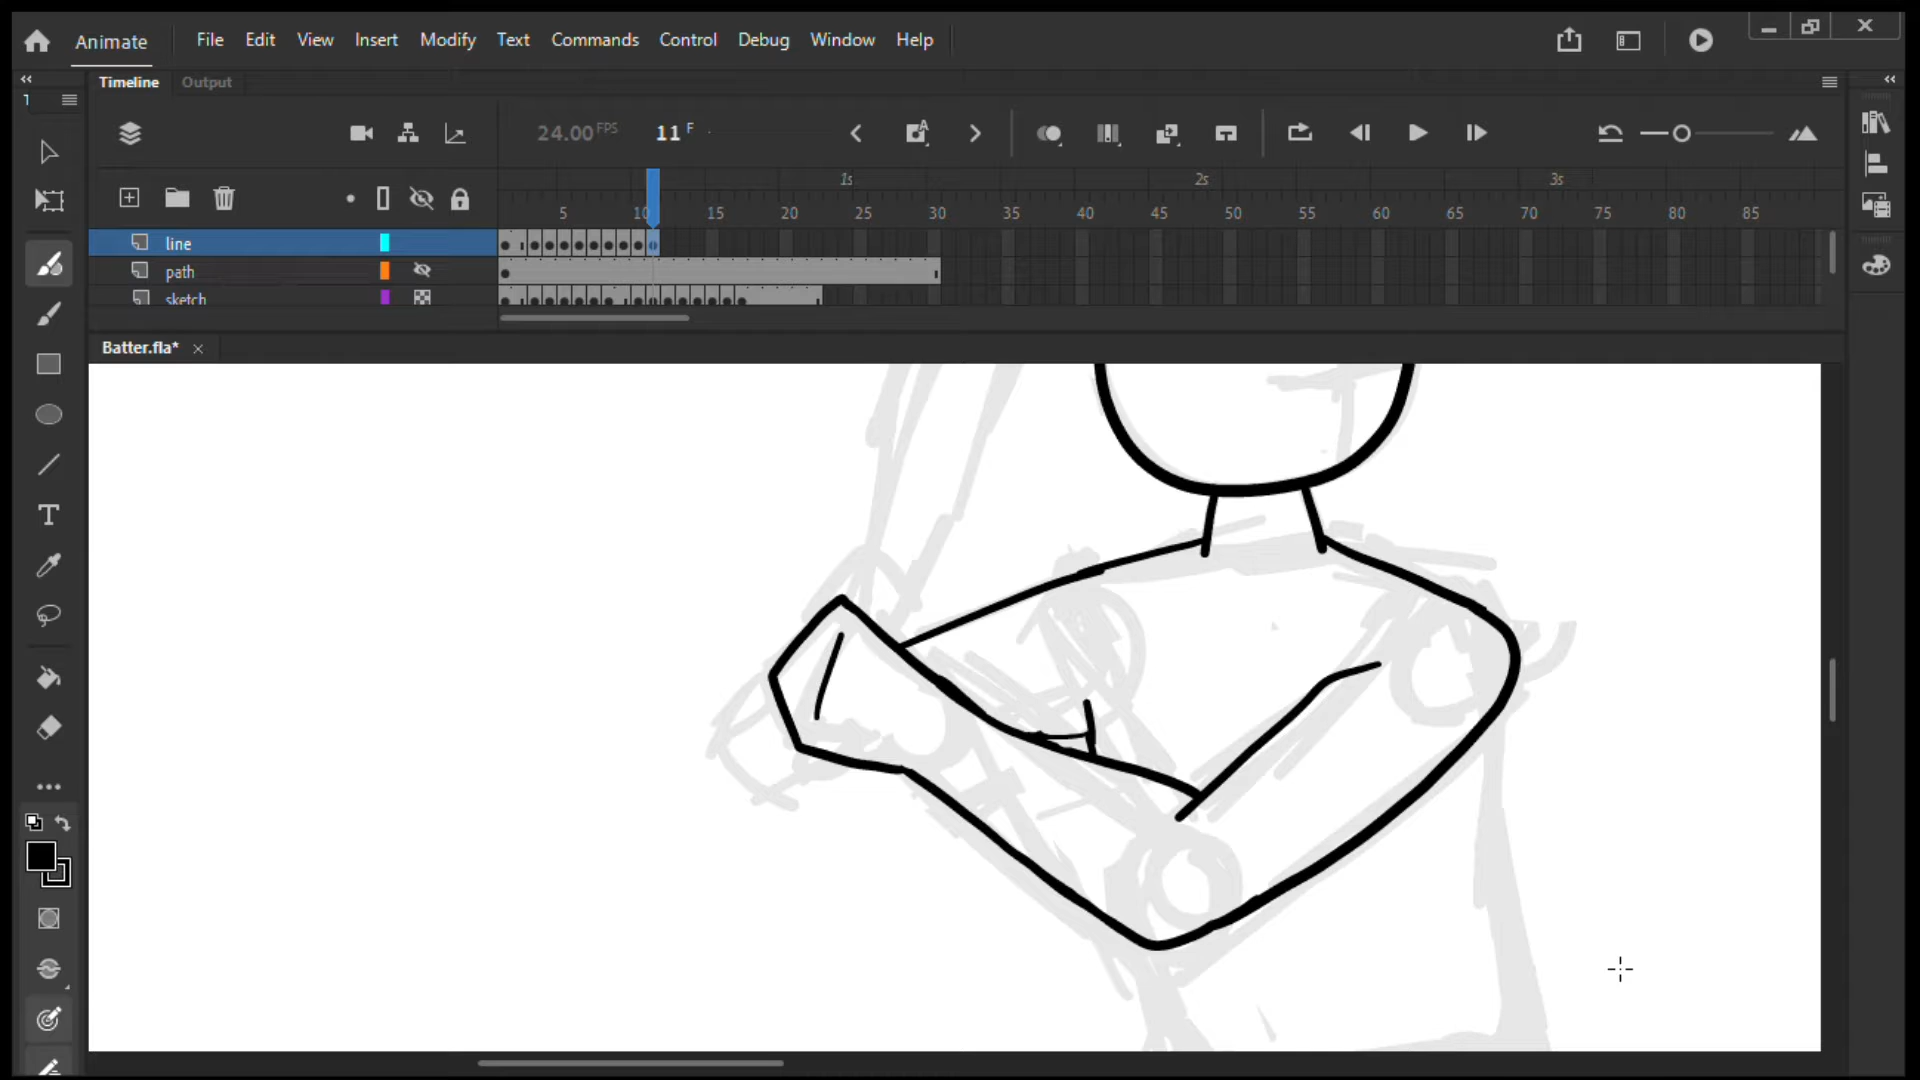 Animate File Edit View Insert Modify Text Commands Control Debug Window Help
Timeline Output
1
24.00 FPS 11 F
1s 2s 3s
5 10 15 20 25 30 35 40 45 50 55 60 65 70 75 80 85
line
path
sketch
Batter.fla*